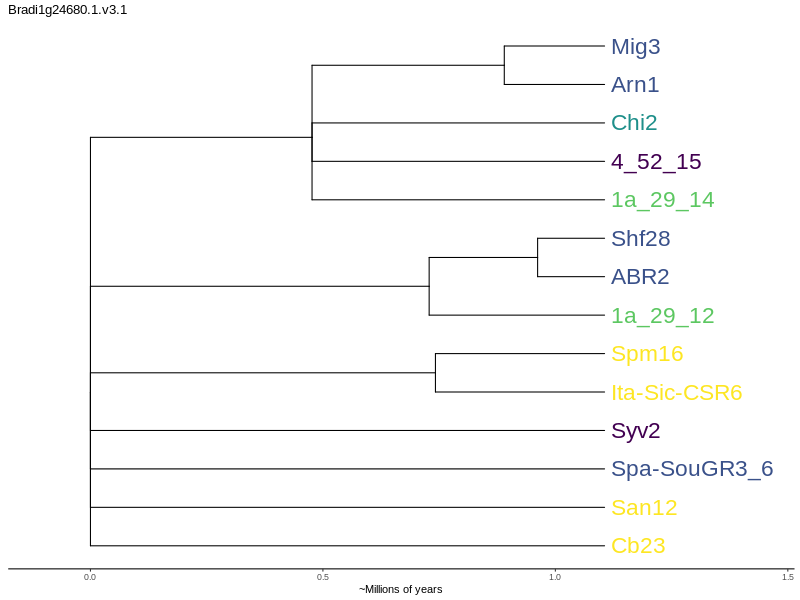 Bradi1g24680.1.v3.1
Mig3
Arn1
Chi2
4_52_15
1a_29_14
Shf28
ABR2
1a_29_12
Spm16
Ita-Sic-CSR6
Syv2
Spa-SouGR3_6
San12
Cb23
0.0 0.5 1.0 1.5
~Millions of years